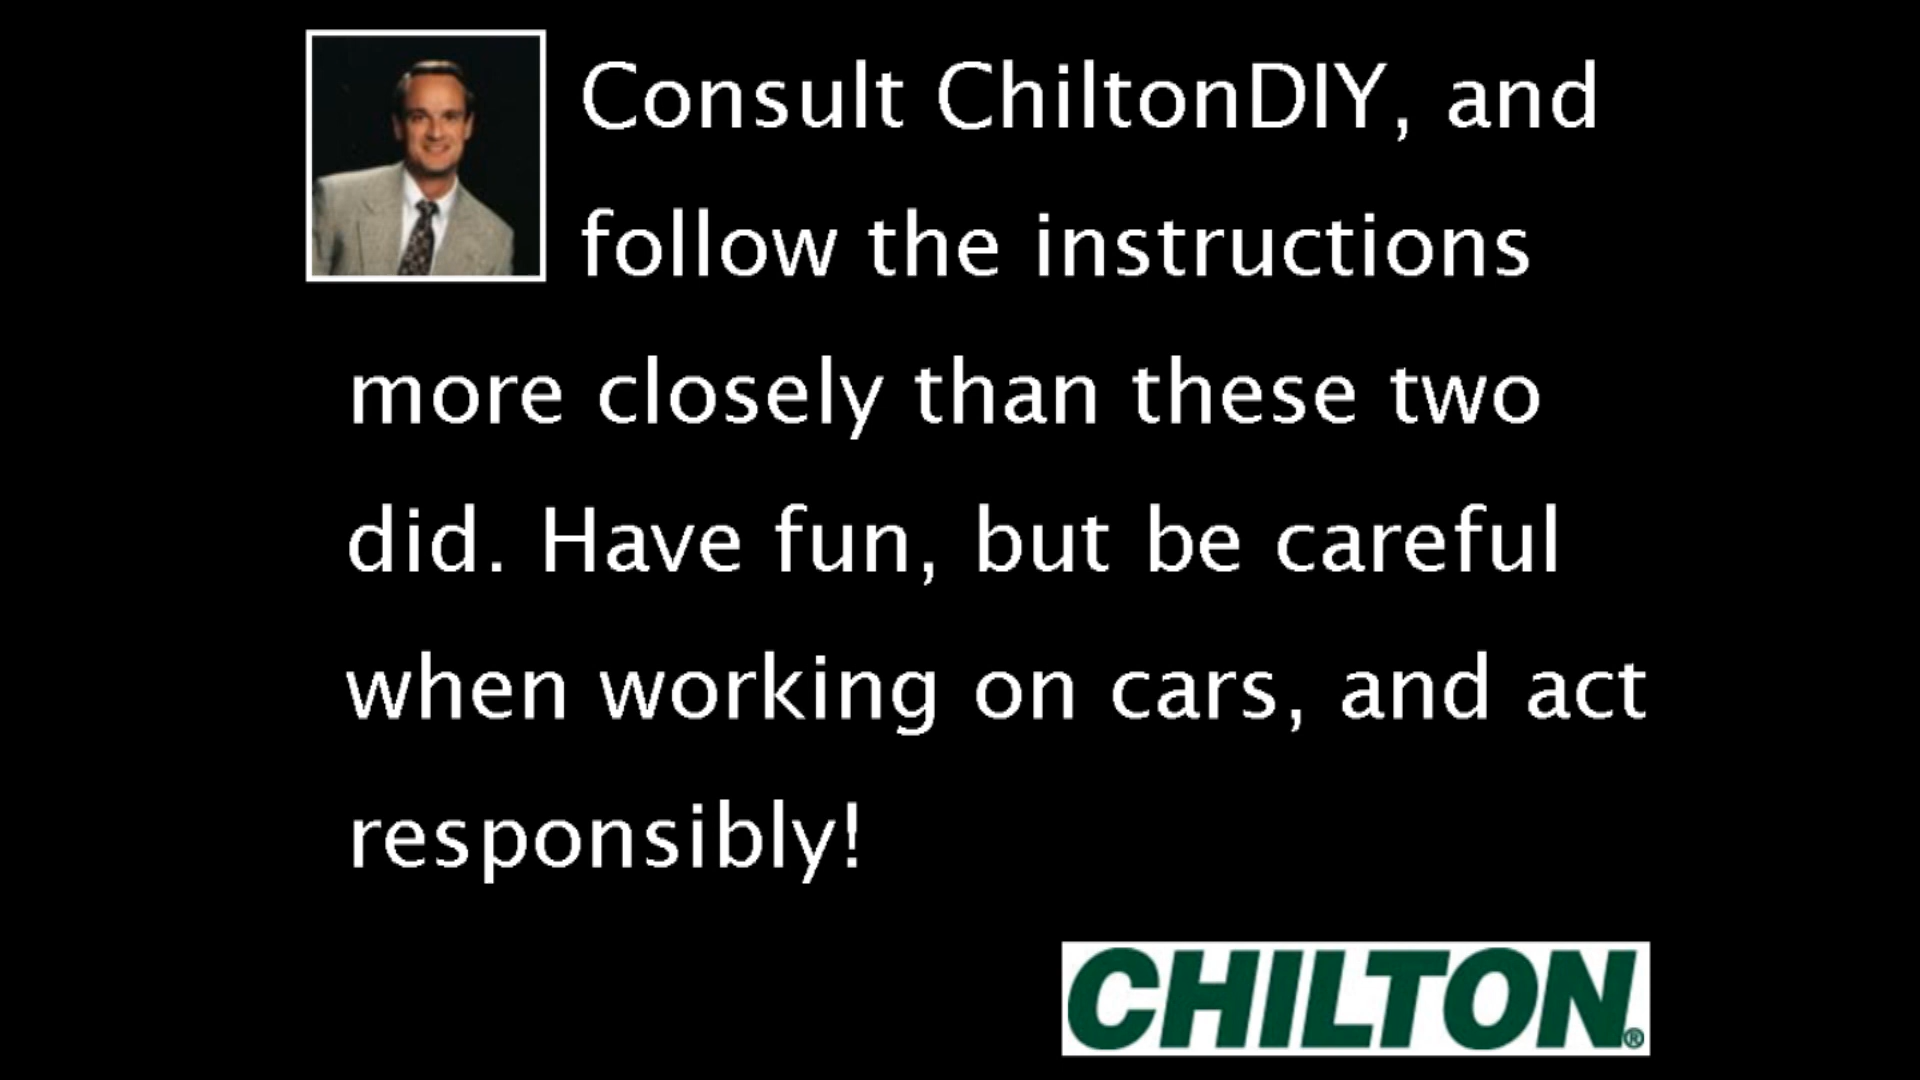 Consult ChiltonDIY, and
follow the instructions
more closely than these two
did. Have fun, but be careful
when working on cars, and act
responsibly!
CHILTON®